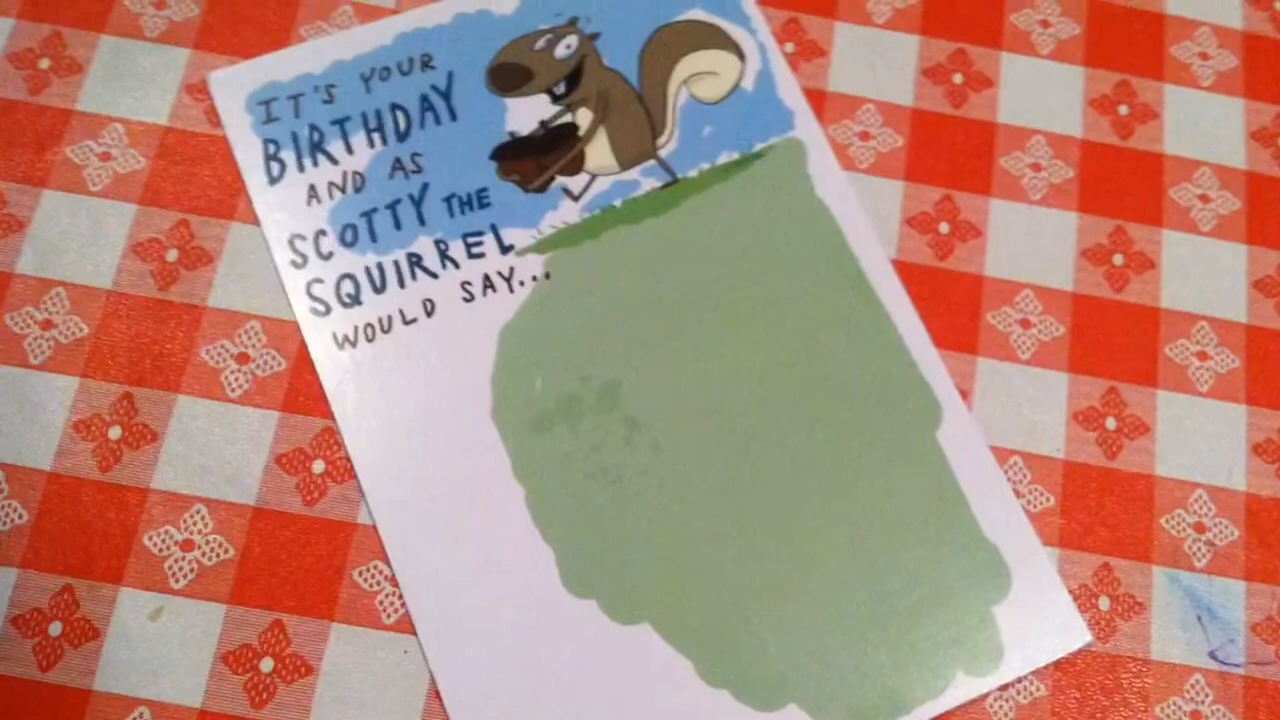 IT'S YOUR
BIRTHDAY
AND AS
SCOTTY THE
SQUIRREL
WOULD SAY...